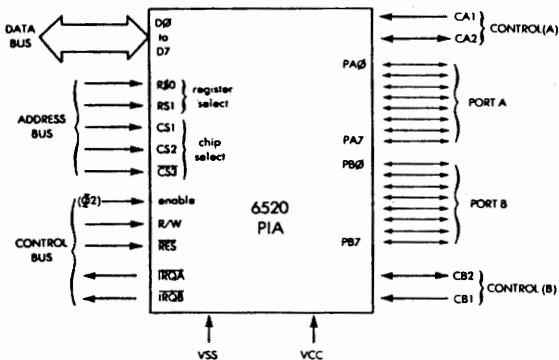 DATA
BUS
DØ
to
D7
RS0
RS1
register
select
ADDRESS
BUS
CS1
CS2
CS3
chip
select
(Φ2)
enable
R/W
RES
IRQA
IRQB
CONTROL
BUS
6520
PIA
VSS
VCC
CA1
CA2
CONTROL(A)
PAØ
PA7
PORT A
PBØ
PB7
PORT B
CB2
CB1
CONTROL(B)